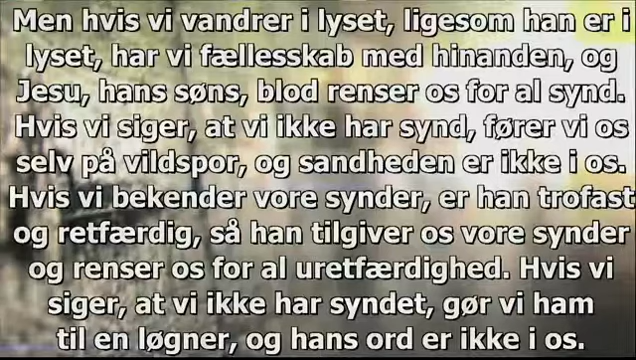 Men hvis vi vandrer i lyset, ligesom han er i
lyset, har vi fællesskab med hinanden, og
Jesu, hans søns, blod renser os for al synd.
Hvis vi siger, at vi ikke har synd, fører vi os
selv på vildspor, og sandheden er ikke i os.
Hvis vi bekender vore synder, er han trofast
og retfærdig, så han tilgiver os vore synder
og renser os for al uretfærdighed. Hvis vi
siger, at vi ikke har syndet, gør vi ham
til en løgner, og hans ord er ikke i os.